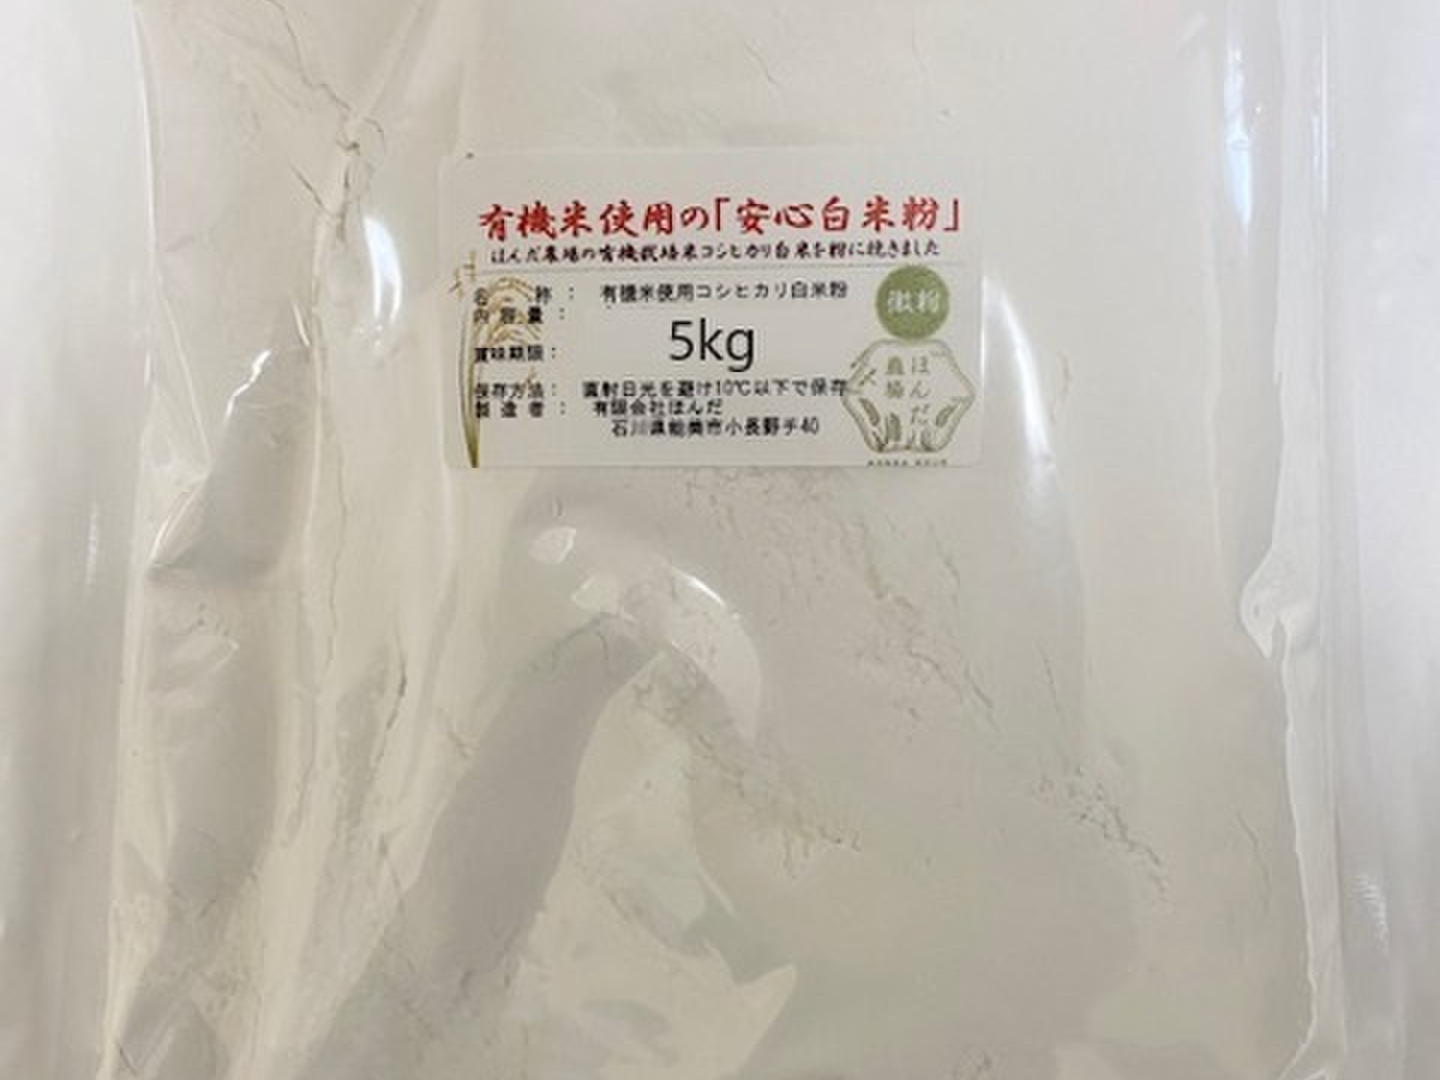 有機米使用の「安心白米粉」
ほんだ農場の有機栽培米コシヒカリ白米を粉に挽きました
名称： 有機米使用コシヒカリ白米粉
微粉
内容量： 5kg
賞味期限：
保存方法： 直射日光を避け10℃以下で保存
製造者： 有限会社ほんだ
石川県能美市小長野チ40
ほんだ
農場